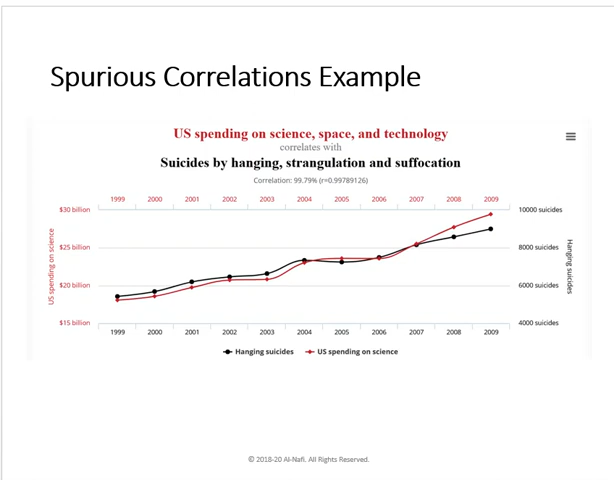 Spurious Correlations Example
US spending on science, space, and technology
correlates with
Suicides by hanging, strangulation and suffocation
Correlation: 99.79% (r=0.99789126)
1999 2000 2001 2002 2003 2004 2005 2006 2007 2008 2009
$30 billion 10000 suicides
$25 billion 8000 suicides
$20 billion 6000 suicides
$15 billion 4000 suicides
US spending on science
Hanging suicides
1999 2000 2001 2002 2003 2004 2005 2006 2007 2008 2009
Hanging suicides US spending on science
© 2018-20 Al-Nafi. All Rights Reserved.